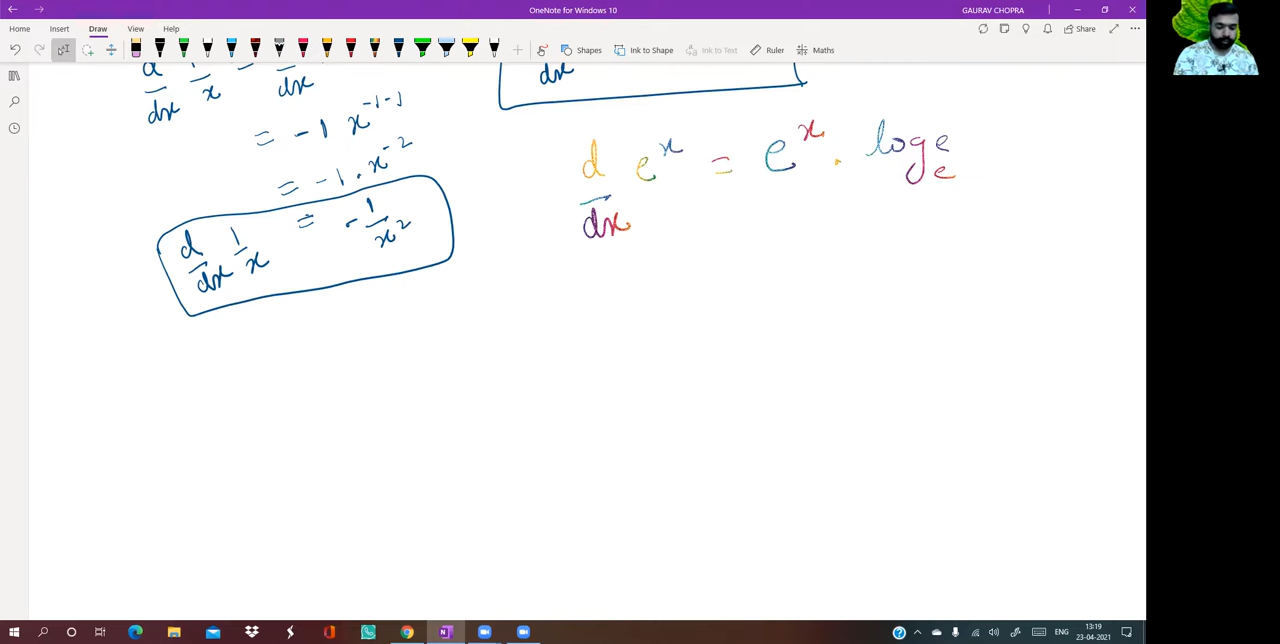 OneNote for Windows 10
GAURAV CHOPRA
Home Insert Draw View Help
Share
Shapes Ink to Shape Ink to Text Ruler Maths
d/dx 1/x = d/dx
= -1 x^{-1-1}
= -1 . x^{-2}
d/dx 1/x = -1/x^2
dx
d/dx e^x = e^x . log_e e
ENG
13:19
23-04-2021